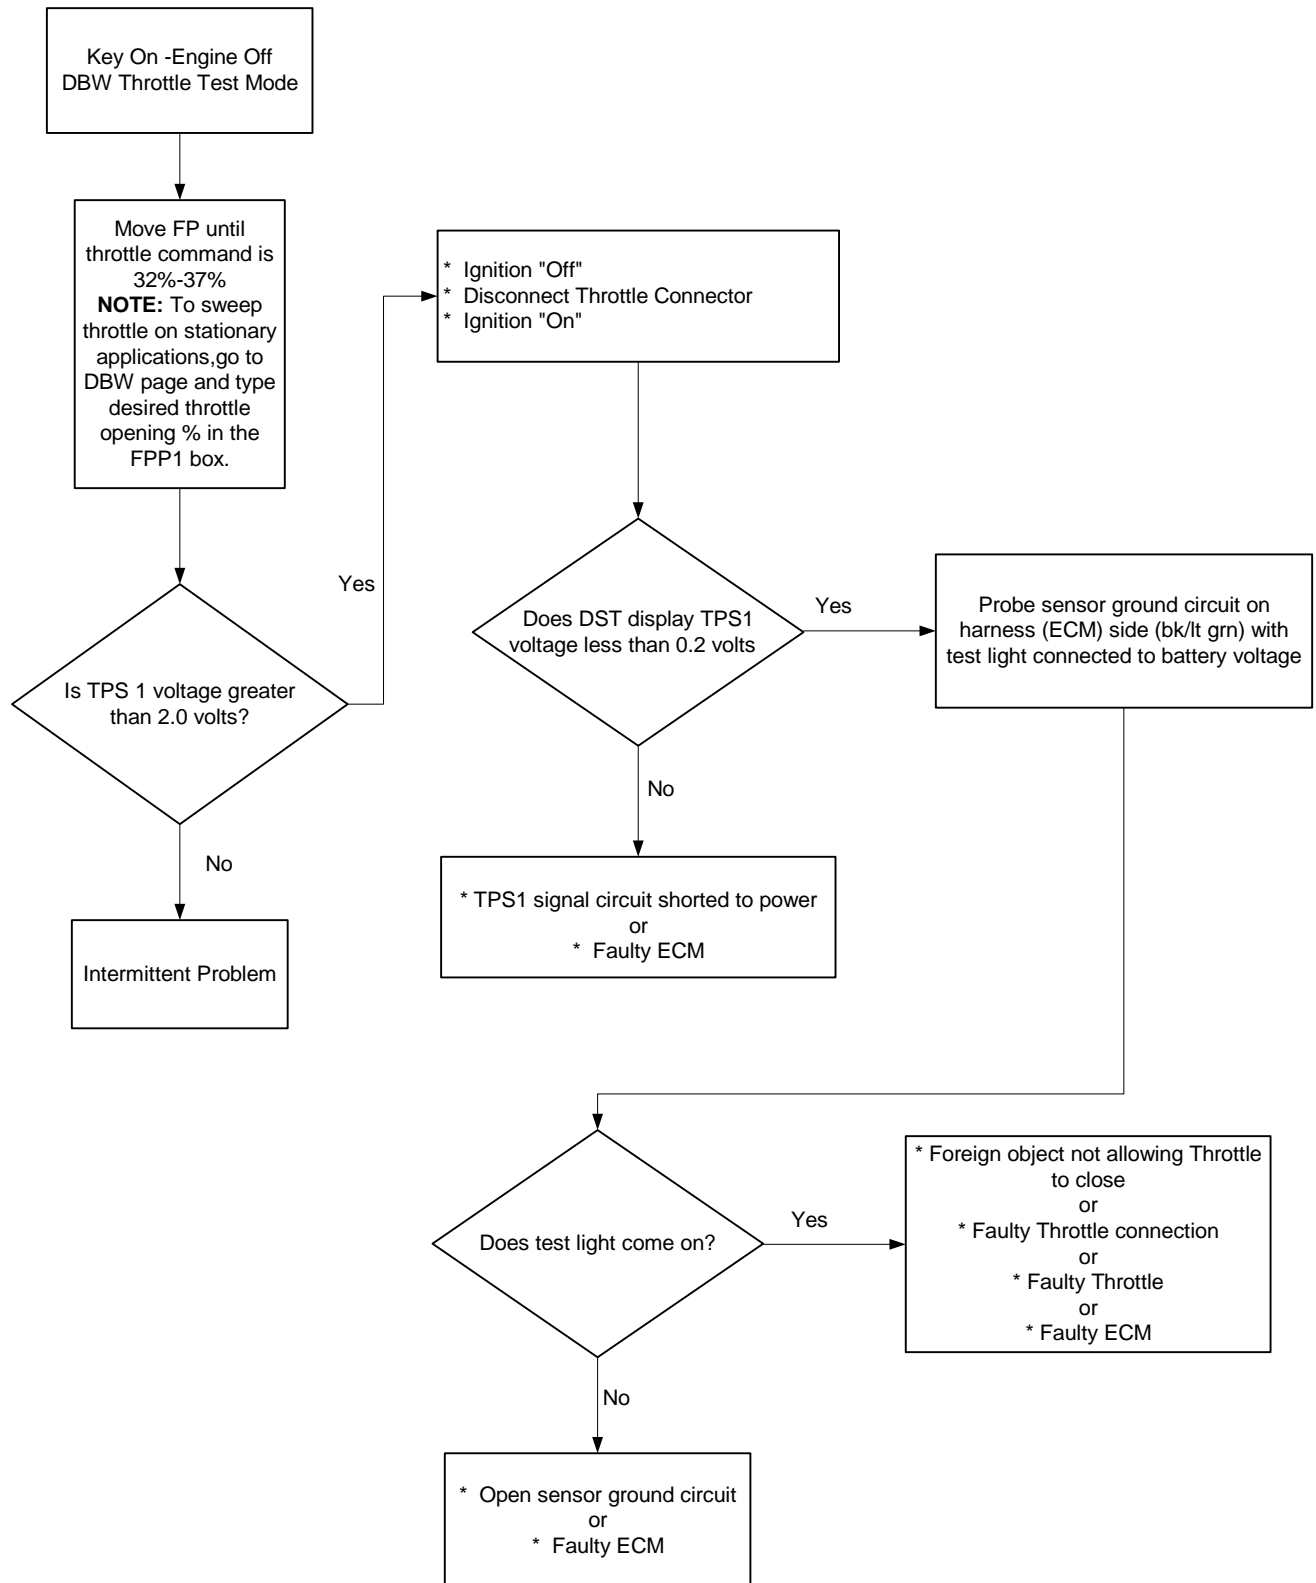 Key On -Engine Off
DBW Throttle Test Mode
Move FP until
throttle command is
32%-37%
NOTE: To sweep
throttle on stationary
applications,go to
DBW page and type
desired throttle
opening % in the
FPP1 box.
Is TPS 1 voltage greater
than 2.0 volts?
Yes
No
Intermittent Problem
* Ignition "Off"
* Disconnect Throttle Connector
* Ignition "On"
Does DST display TPS1
voltage less than 0.2 volts
Yes
No
* TPS1 signal circuit shorted to power
or
* Faulty ECM
Probe sensor ground circuit on
harness (ECM) side (bk/lt grn) with
test light connected to battery voltage
Does test light come on?
Yes
No
* Foreign object not allowing Throttle
to close
or
* Faulty Throttle connection
or
* Faulty Throttle
or
* Faulty ECM
* Open sensor ground circuit
or
* Faulty ECM